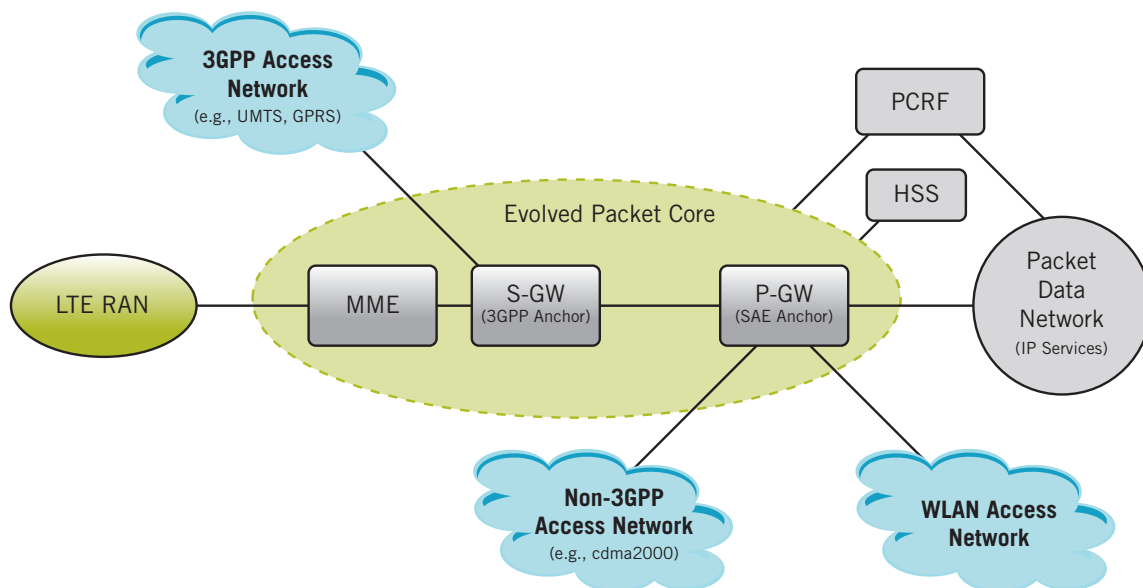 3GPP Access
Network
(e.g., UMTS, GPRS)
PCRF
HSS
Evolved Packet Core
LTE RAN
MME
S-GW
(3GPP Anchor)
P-GW
(SAE Anchor)
Packet
Data
Network
(IP Services)
Non-3GPP
Access Network
(e.g., cdma2000)
WLAN Access
Network